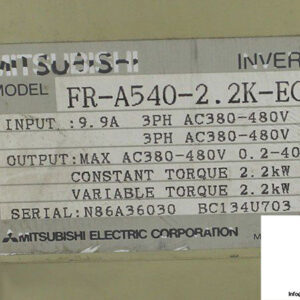 MITSUBISHI INVER
MODEL FR-A540-2.2K-EC
INPUT :9.9A 3PH AC380-480V
3PH AC380-480V
OUTPUT:MAX AC380-480V 0.2-40
CONSTANT TORQUE 2.2kW
VARIABLE TORQUE 2.2kW
SERIAL:N86A36030 BC134U703
MITSUBISHI ELECTRIC CORPORATION M